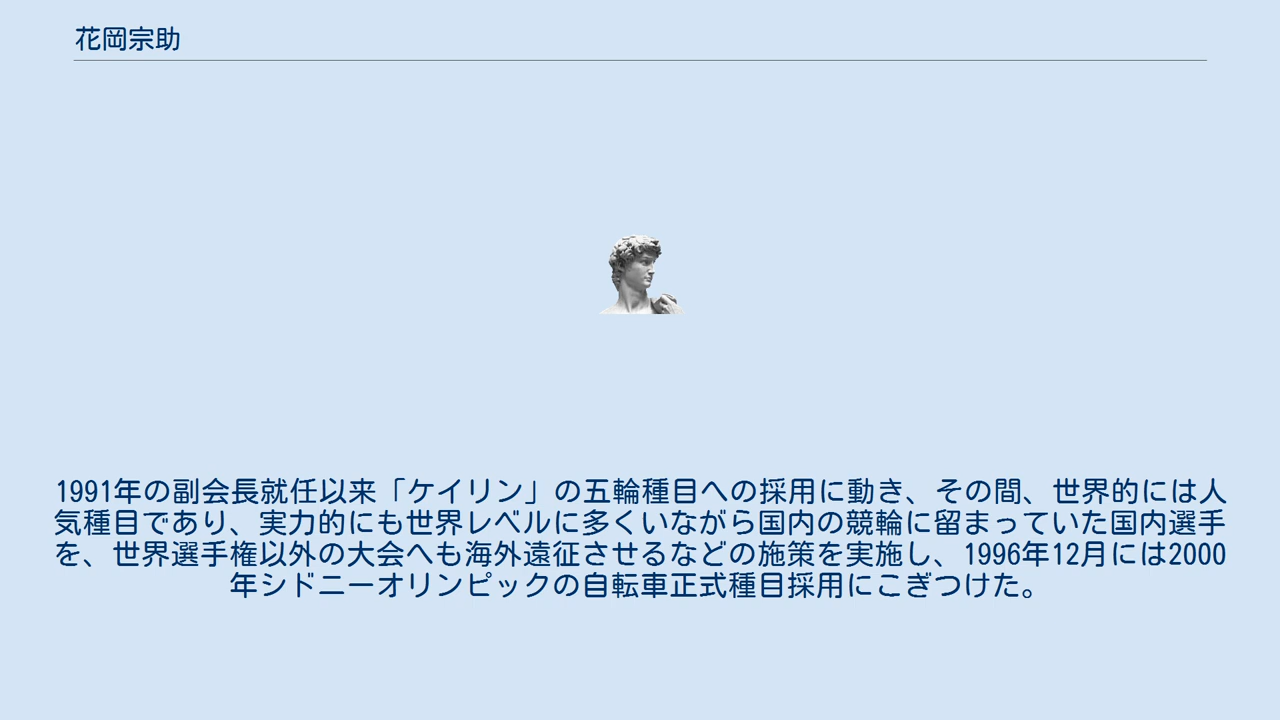 花岡宗助
1991年の副会長就任以来「ケイリン」の五輪種目への採用に動き、その間、世界的には人
気種目であり、実力的にも世界レベルに多くいながら国内の競輪に留まっていた国内選手
を、世界選手権以外の大会へも海外遠征させるなどの施策を実施し、1996年12月には2000
年シドニーオリンピックの自転車正式種目採用にこぎつけた。